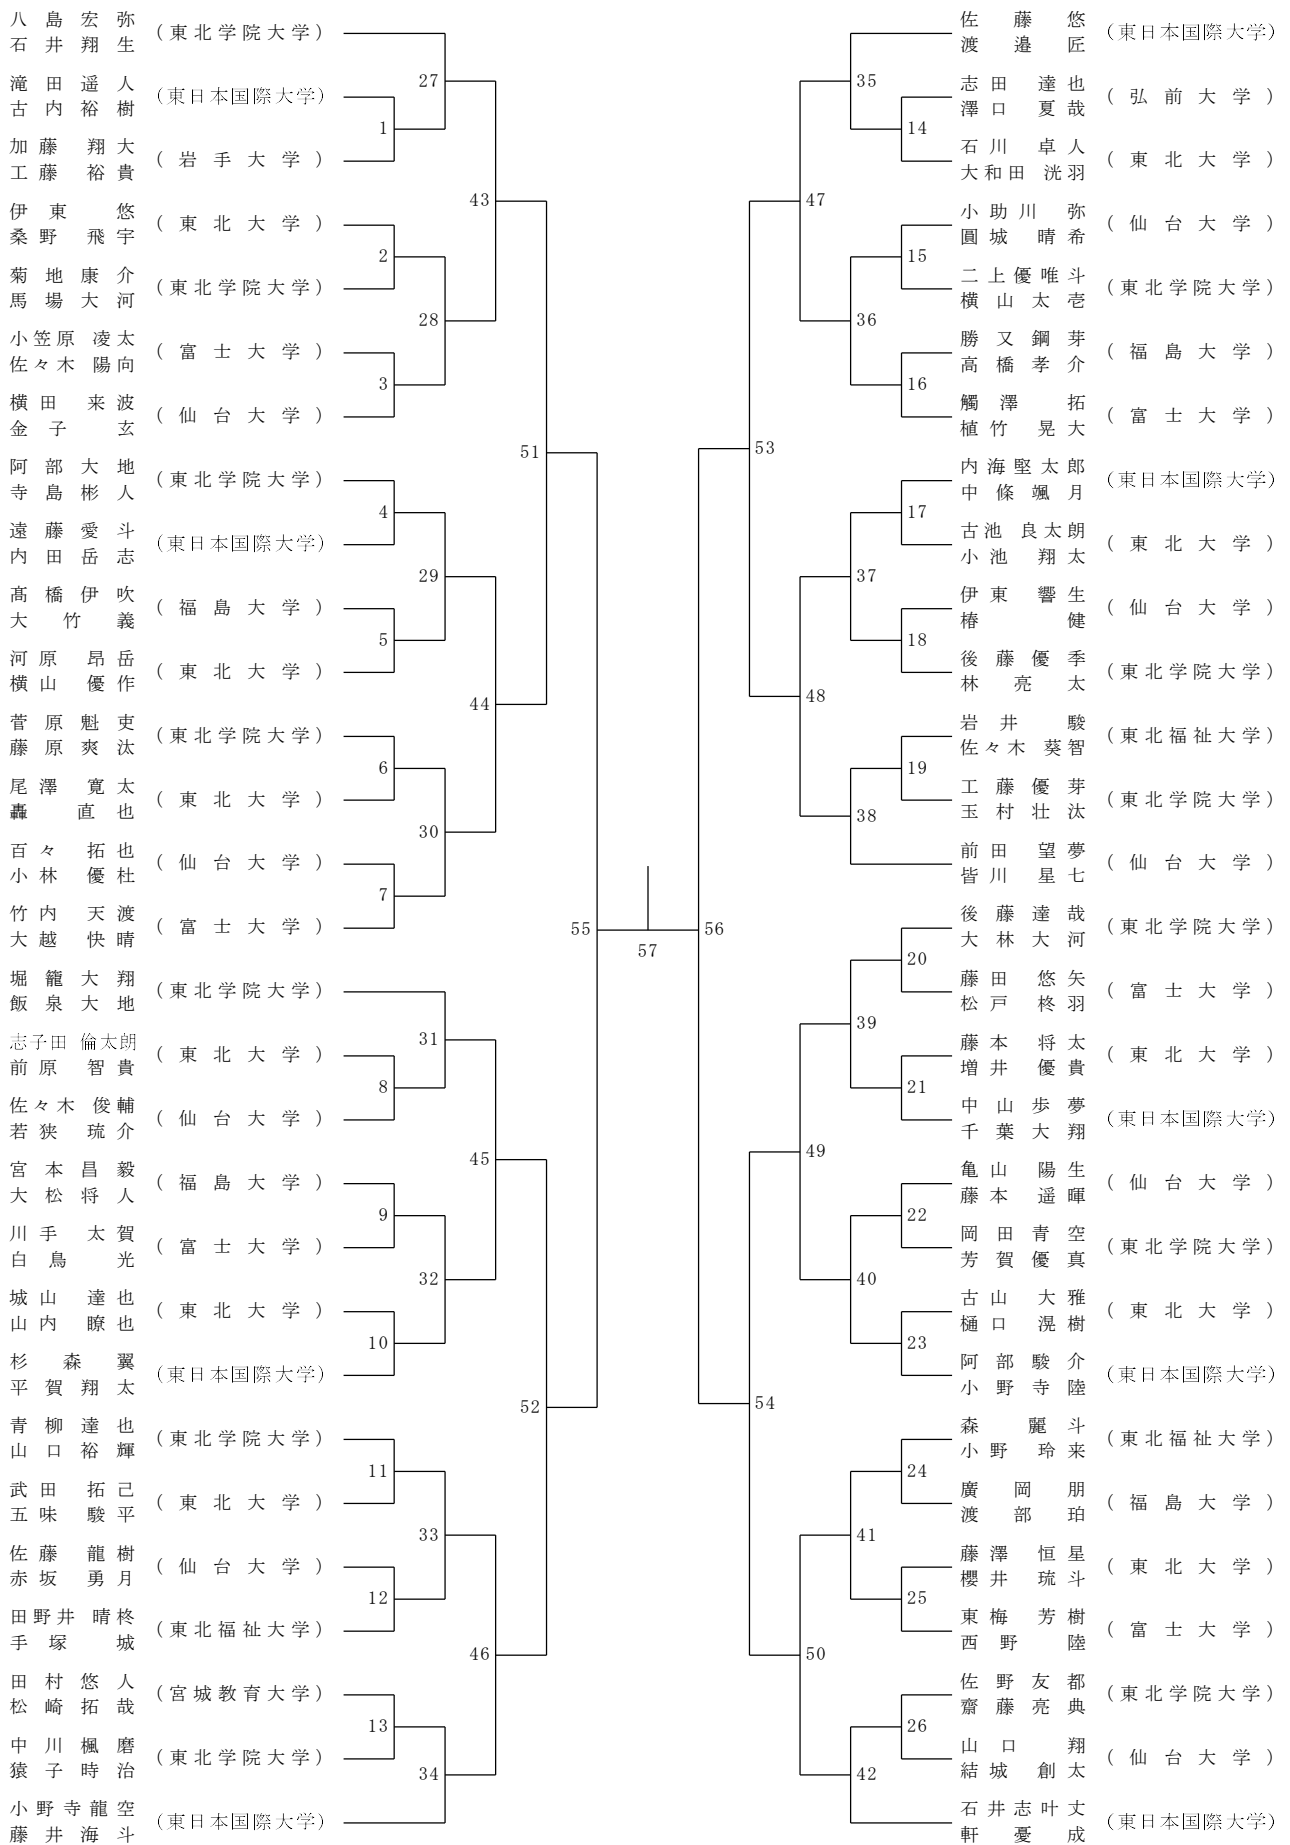 八島宏弥
石井翔生
(東北学院大学)
滝田遥人
古内裕樹
(東日本国際大学)
加藤 翔大
工藤 裕貴
(岩手大学)
伊東 悠
桑野 飛宇
(東北大学)
菊地康介
馬場大河
(東北学院大学)
小笠原 凌太
佐々木 陽向
(富士大学)
横田 来波
金子 玄
(仙台大学)
阿部大地
寺島彬人
(東北学院大学)
遠藤愛斗
内田岳志
(東日本国際大学)
髙橋伊吹
大竹義
(福島大学)
河原 昂岳
横山 優作
(東北大学)
菅原魁吏
藤原爽汰
(東北学院大学)
尾澤 寛太
轟 直也
(東北大学)
百々 拓也
小林 優杜
(仙台大学)
竹内 天渡
大越 快晴
(富士大学)
堀籠大翔
飯泉大地
(東北学院大学)
志子田 倫太朗
前原 智貴
(東北大学)
佐々木 俊輔
若狭 琉介
(仙台大学)
宮本昌毅
大松将人
(福島大学)
川手 太賀
白鳥 光
(富士大学)
城山 達也
山内 瞭也
(東北大学)
杉森翼
平賀翔太
(東日本国際大学)
青柳達也
山口裕輝
(東北学院大学)
武田 拓己
五味 駿平
(東北大学)
佐藤 龍樹
赤坂 勇月
(仙台大学)
田野井 晴柊
手塚 城
(東北福祉大学)
田村悠人
松崎拓哉
(宮城教育大学)
中川楓磨
猿子時治
(東北学院大学)
小野寺龍空
藤井海斗
(東日本国際大学)
27
1
43
2
28
3
51
4
29
5
44
6
30
7
55
31
8
45
9
32
10
52
11
33
12
46
13
34
57
35
14
47
15
36
16
53
17
37
18
48
19
38
56
20
39
21
49
22
40
23
54
24
41
25
50
26
42
佐藤悠
渡邉匠
(東日本国際大学)
志田 達也
澤口 夏哉
(弘前大学)
石川 卓人
大和田 洸羽
(東北大学)
小助川 弥
圓城 晴希
(仙台大学)
二上優唯斗
横山太壱
(東北学院大学)
勝又鋼芽
高橋孝介
(福島大学)
觸澤 拓
植竹 晃大
(富士大学)
内海堅太郎
中條颯月
(東日本国際大学)
古池 良太朗
小池 翔太
(東北大学)
伊東 響生
椿 健
(仙台大学)
後藤優季
林亮太
(東北学院大学)
岩井 駿
佐々木 葵智
(東北福祉大学)
工藤優芽
玉村壮汰
(東北学院大学)
前田 望夢
皆川 星七
(仙台大学)
後藤達哉
大林大河
(東北学院大学)
藤田 悠矢
松戸 柊羽
(富士大学)
藤本 将太
増井 優貴
(東北大学)
中山歩夢
千葉大翔
(東日本国際大学)
亀山 陽生
藤本 遥暉
(仙台大学)
岡田青空
芳賀優真
(東北学院大学)
古山 大雅
樋口 滉樹
(東北大学)
阿部駿介
小野寺陸
(東日本国際大学)
森 麗斗
小野 玲来
(東北福祉大学)
廣岡朋
渡部珀
(福島大学)
藤澤 恒星
櫻井 琉斗
(東北大学)
東梅 芳樹
西野 陸
(富士大学)
佐野友都
齋藤亮典
(東北学院大学)
山口 翔
結城 創太
(仙台大学)
石井志叶丈
軒憂成
(東日本国際大学)